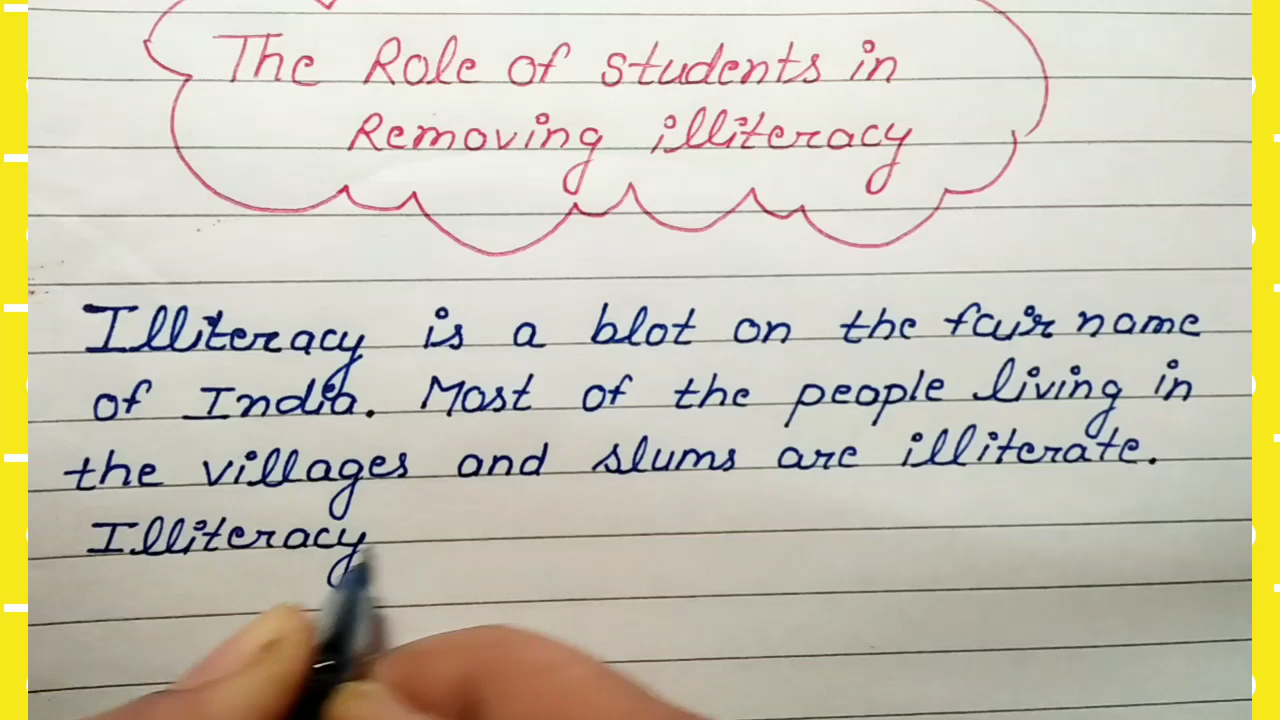 The Role of students in
Removing illiteracy
Illiteracy is a blot on the fair name
of India. Most of the people living in
the villages and slums are illiterate.
Illiteracy